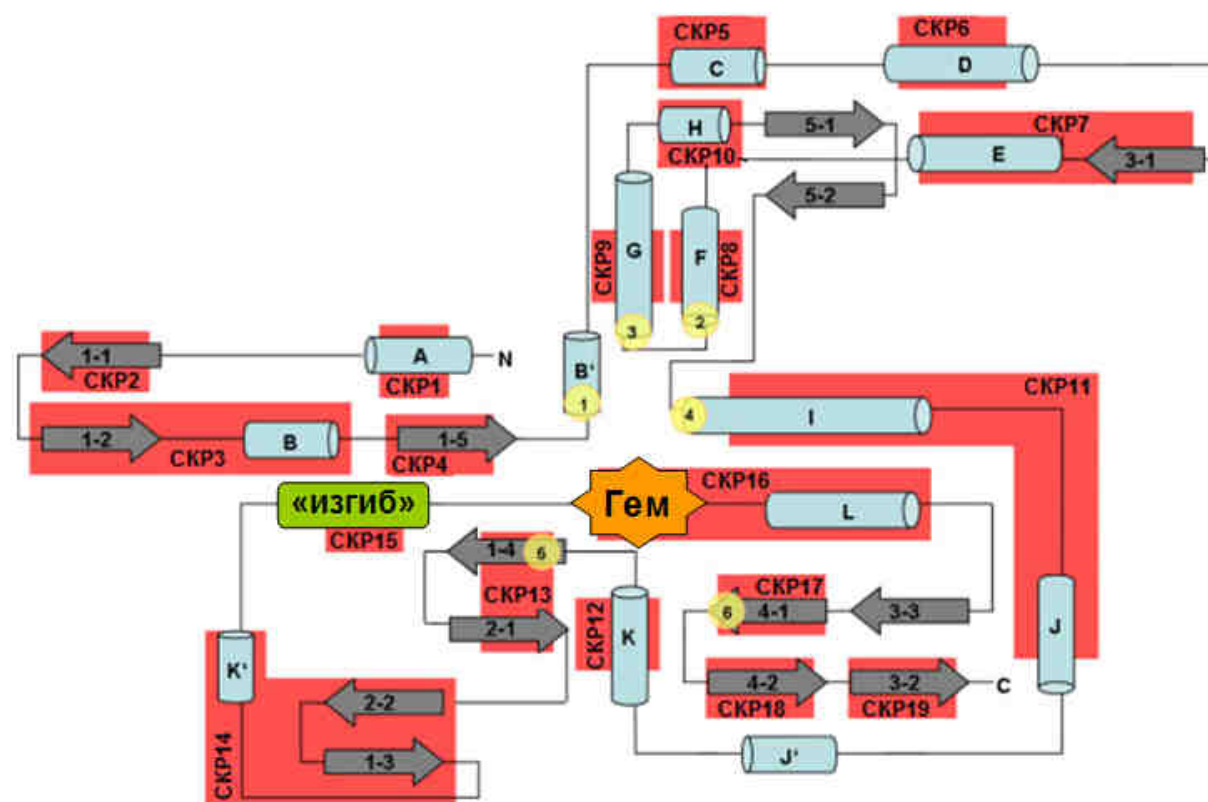 СКР5
C
СКР6
D
H
СКР10
5-1
СКР7
E
3-1
5-2
СКР9
G
F
СКР8
3
2
1-1
СКР2
A
СКР1
N
B'
1
СКР11
4
I
1-2
СКР3
B
1-5
СКР4
«изгиб»
СКР15
Гем
СКР16
L
1-4
6
СКР13
2-1
СКР12
K
СКР17
6
4-1
3-3
J
K'
СКР14
2-2
1-3
4-2
СКР18
3-2
СКР19
C
J'